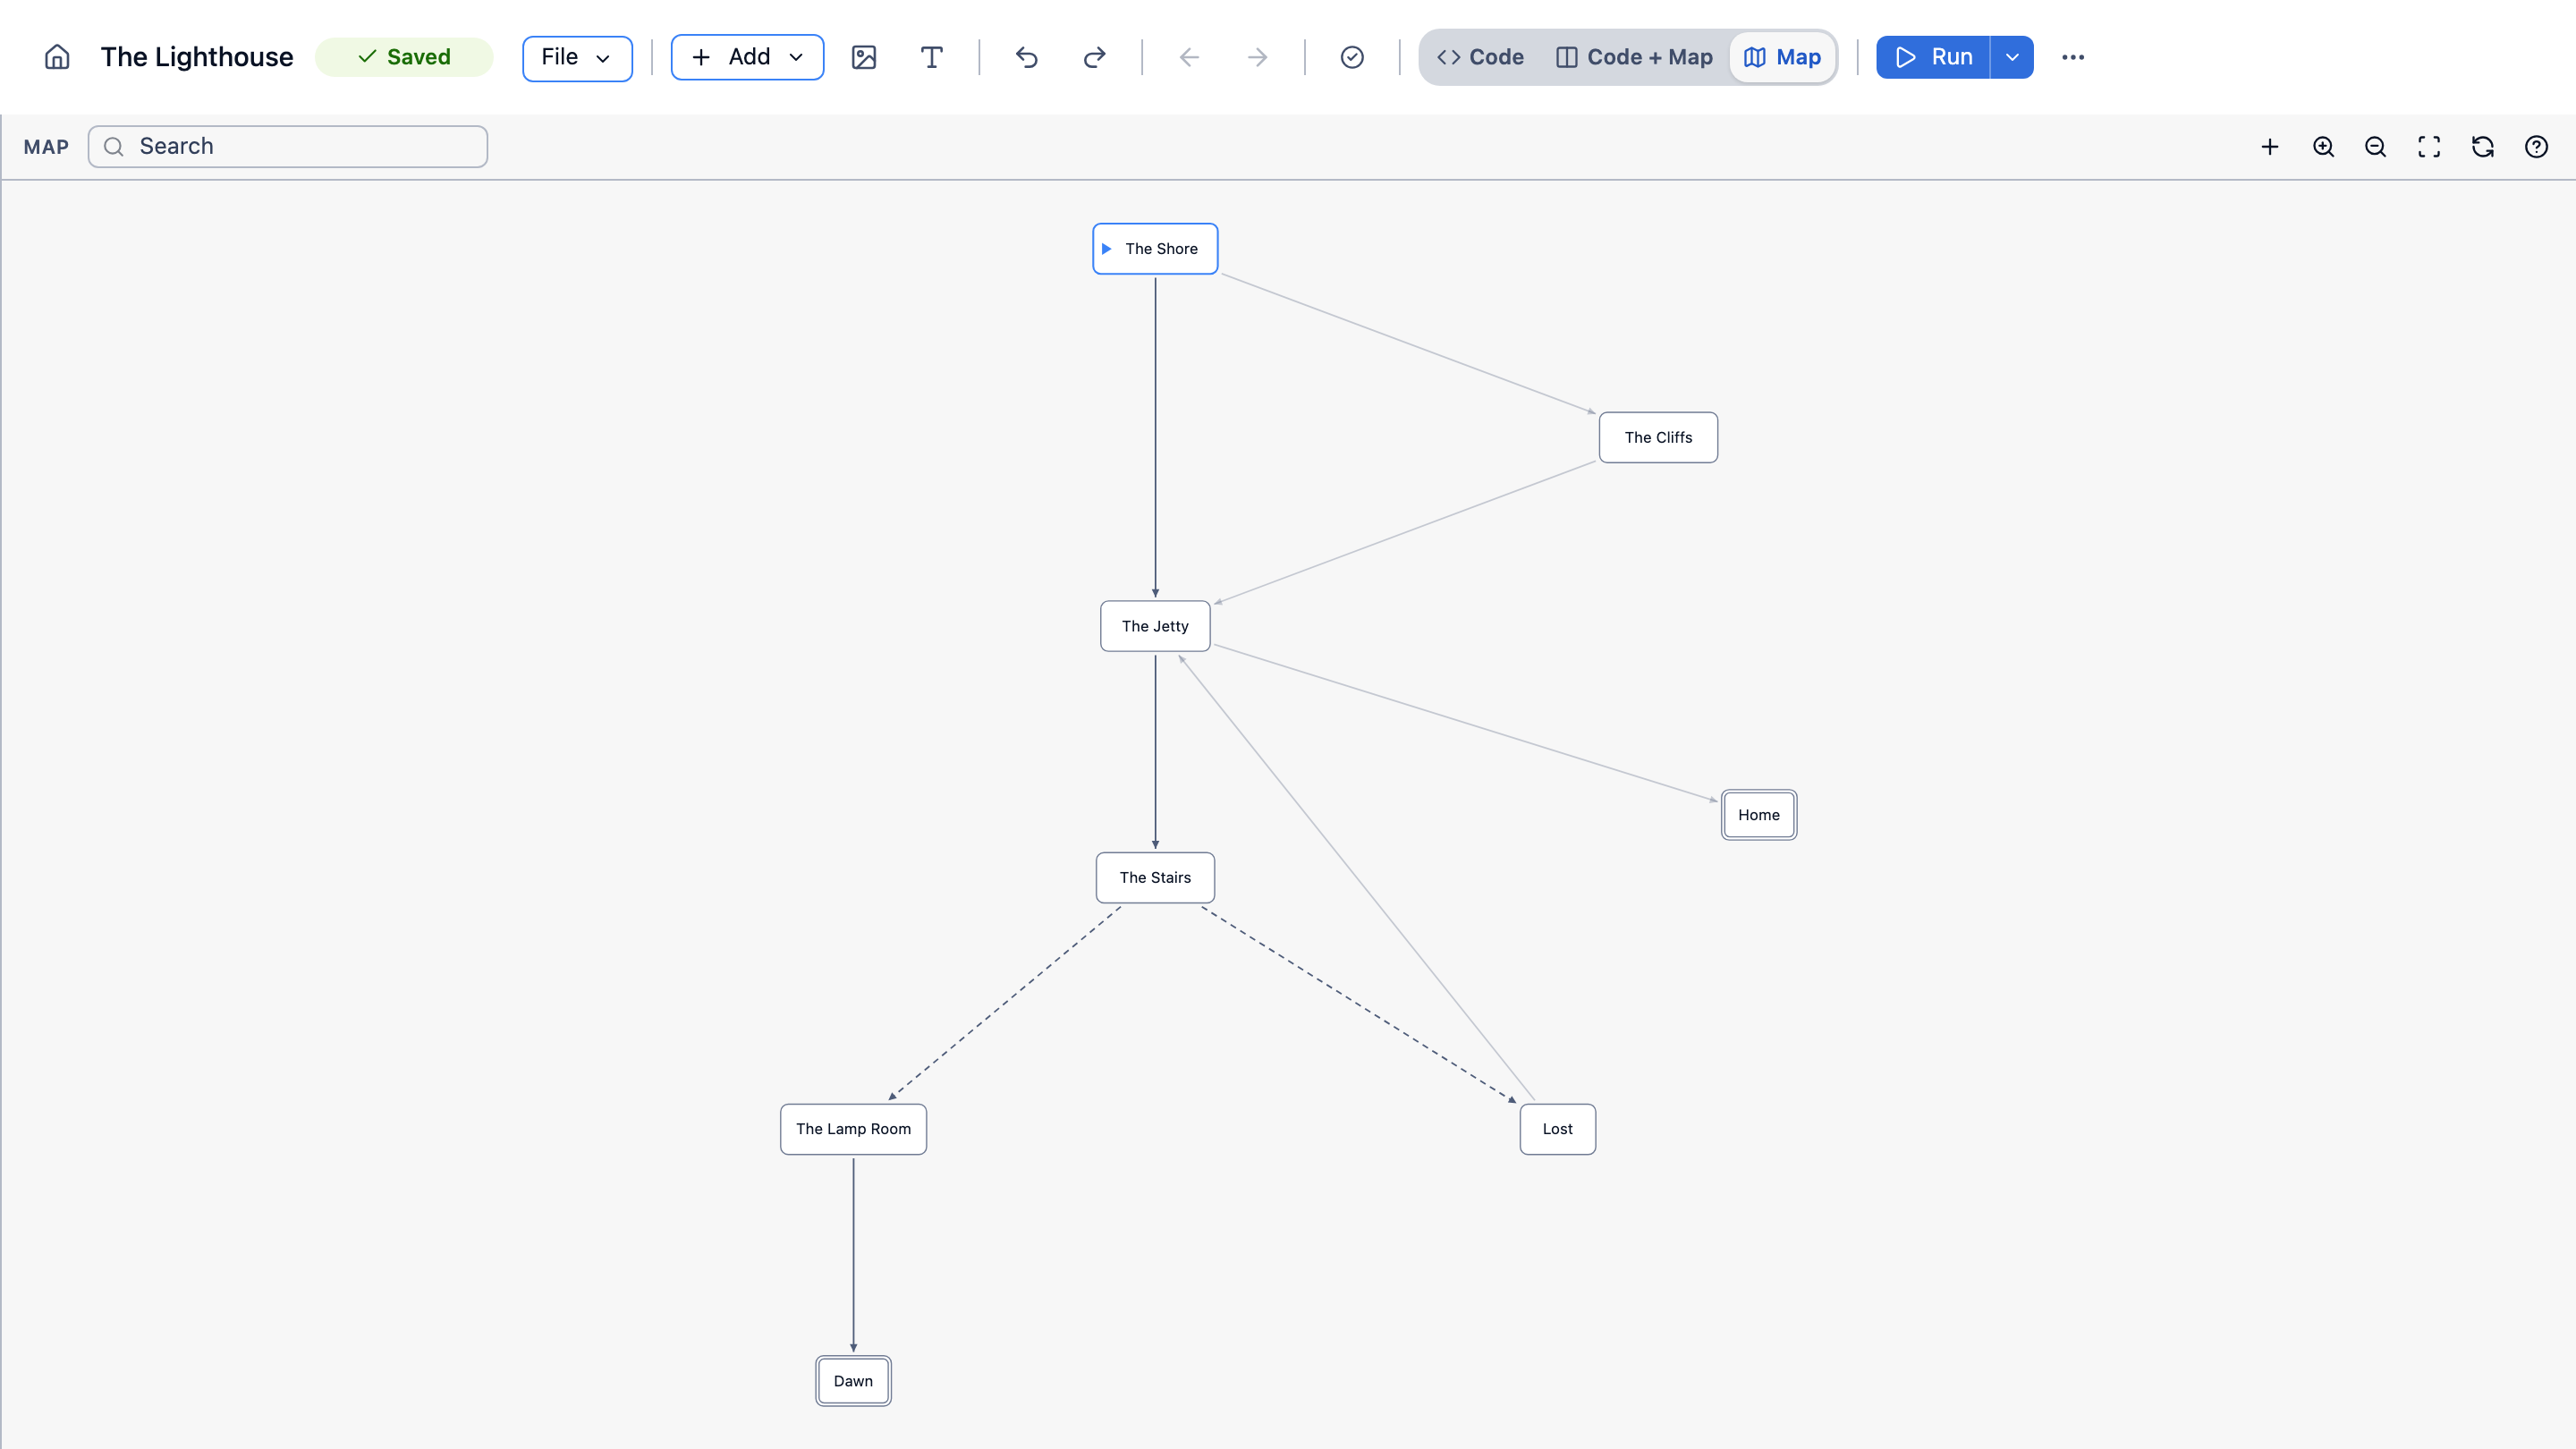 The Lighthouse
Saved
File
Add
Code
Code + Map
Map
Run
MAP
Search
The Shore
The Cliffs
The Jetty
Home
The Stairs
The Lamp Room
Lost
Dawn